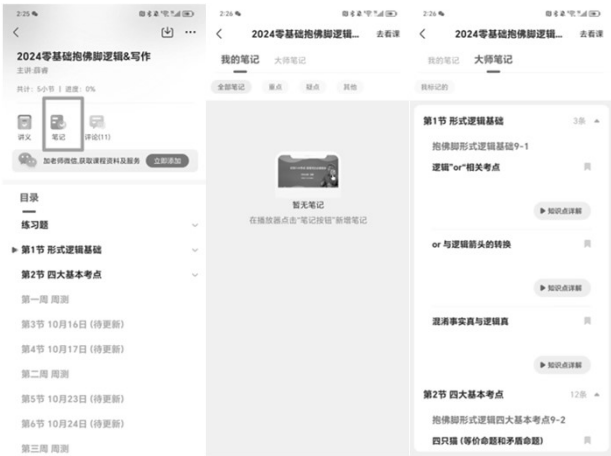 2:25
2024零基础抱佛脚逻辑&写作
主讲:薛睿
共计: 5小节 | 进度: 0%
讲义
笔记
评论(11)
加老师微信,获取课程资料及服务
立即添加
目录
练习题
第1节 形式逻辑基础
第2节 四大基本考点
第一周 周测
第3节 10月16日 (待更新)
第4节 10月17日 (待更新)
第二周 周测
第5节 10月23日 (待更新)
第6节 10月24日 (待更新)
第三周 周测
2:26
2024零基础抱佛脚逻辑...
去看课
我的笔记
大师笔记
全部笔记
重点
疑点
其他
暂无笔记
在播放器点击“笔记按钮”新增笔记
2:26
2024零基础抱佛脚逻辑...
去看课
我的笔记
大师笔记
我标记的
第1节 形式逻辑基础
3条
抱佛脚形式逻辑基础9-1
逻辑"or"相关考点
知识点详解
or 与逻辑箭头的转换
知识点详解
混淆事实真与逻辑真
知识点详解
第2节 四大基本考点
12条
抱佛脚形式逻辑四大基本考点9-2
四只猫 (等价命题和矛盾命题)